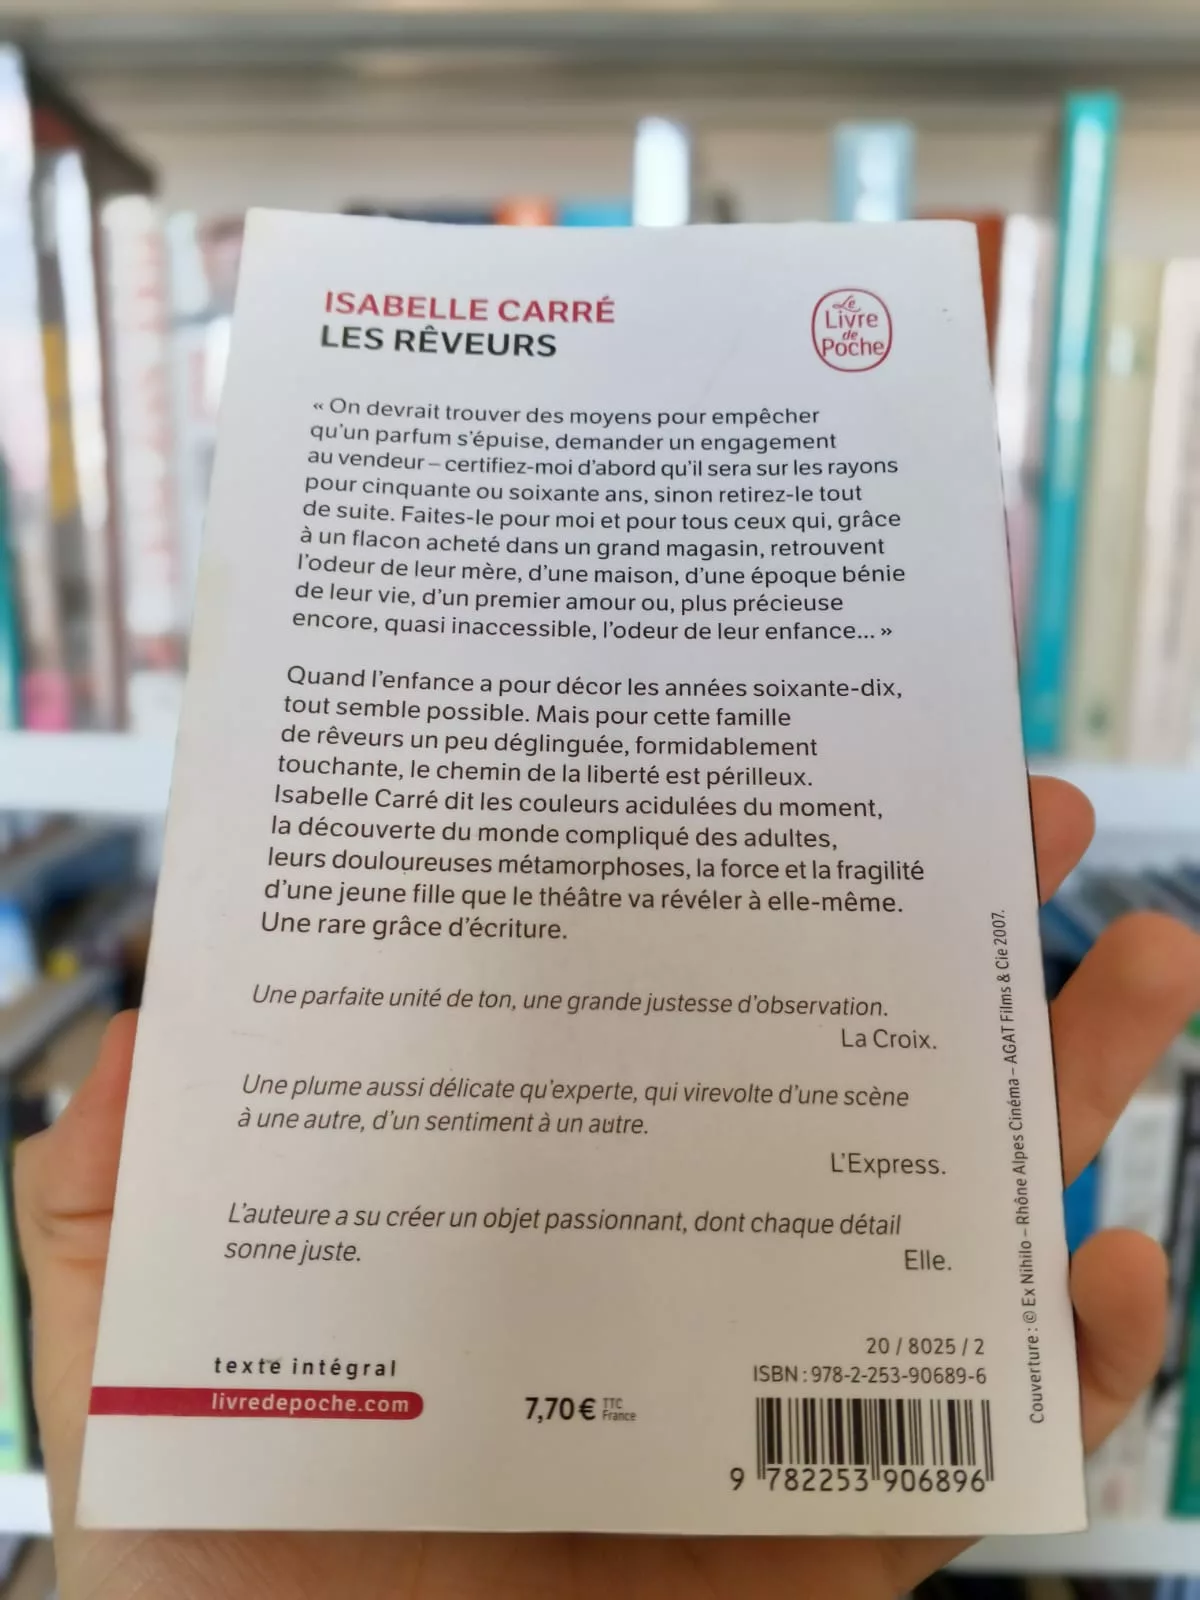 ISABELLE CARRÉ
LES RÊVEURS
Le
Livre
de
Poche
« On devrait trouver des moyens pour empêcher
qu'un parfum s'épuise, demander un engagement
au vendeur – certifiez-moi d'abord qu'il sera sur les rayons
pour cinquante ou soixante ans, sinon retirez-le tout
de suite. Faites-le pour moi et pour tous ceux qui, grâce
à un flacon acheté dans un grand magasin, retrouvent
l'odeur de leur mère, d'une maison, d'une époque bénie
de leur vie, d'un premier amour ou, plus précieuse
encore, quasi inaccessible, l'odeur de leur enfance... »
Quand l'enfance a pour décor les années soixante-dix,
tout semble possible. Mais pour cette famille
de rêveurs un peu déglinguée, formidablement
touchante, le chemin de la liberté est périlleux.
Isabelle Carré dit les couleurs acidulées du moment,
la découverte du monde compliqué des adultes,
leurs douloureuses métamorphoses, la force et la fragilité
d'une jeune fille que le théâtre va révéler à elle-même.
Une rare grâce d'écriture.
Une parfaite unité de ton, une grande justesse d'observation.
La Croix.
Une plume aussi délicate qu'experte, qui virevolte d'une scène
à une autre, d'un sentiment à un autre.
L'Express.
L'auteure a su créer un objet passionnant, dont chaque détail
sonne juste.
Elle.
texte intégral
livredepoche.com
7,70 € TTC
France
20 / 8025 / 2
ISBN : 978-2-253-90689-6
9 782253 906896
Couverture : © Ex Nihilo – Rhône Alpes Cinéma – AGAT Films & Cie 2007.